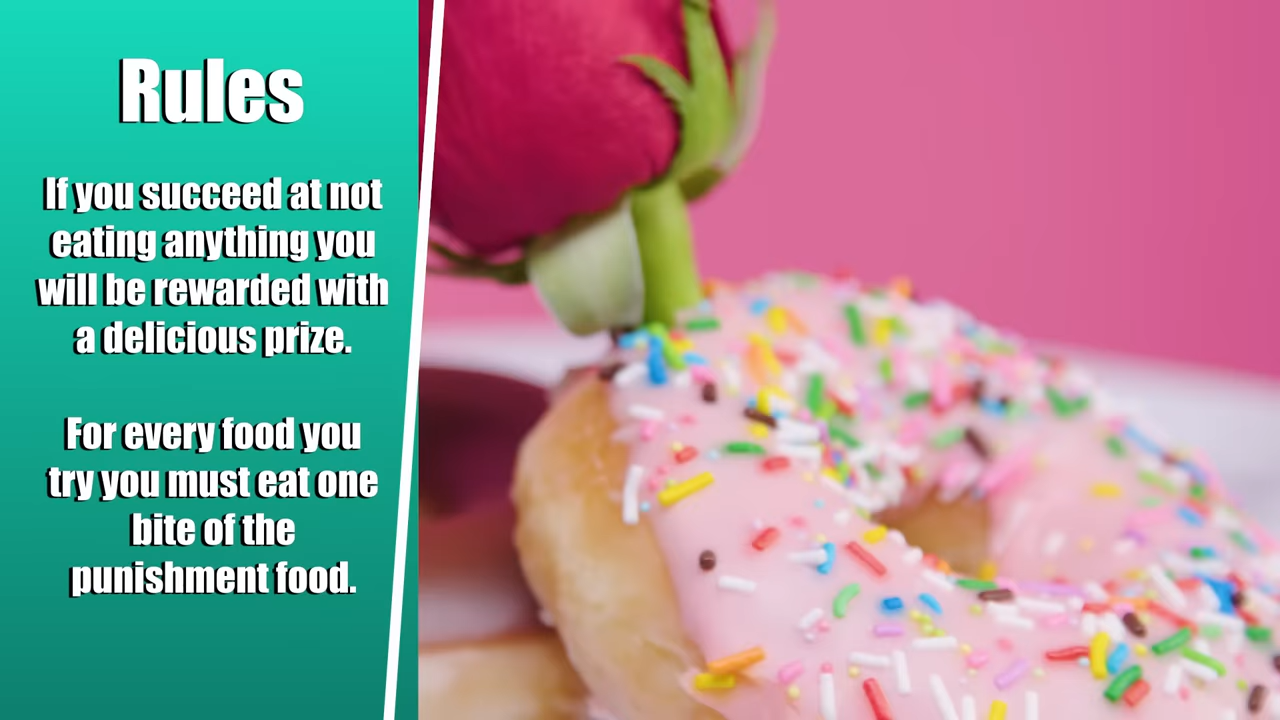 Rules
If you succeed at not
eating anything you
will be rewarded with
a delicious prize.
For every food you
try you must eat one
bite of the
punishment food.